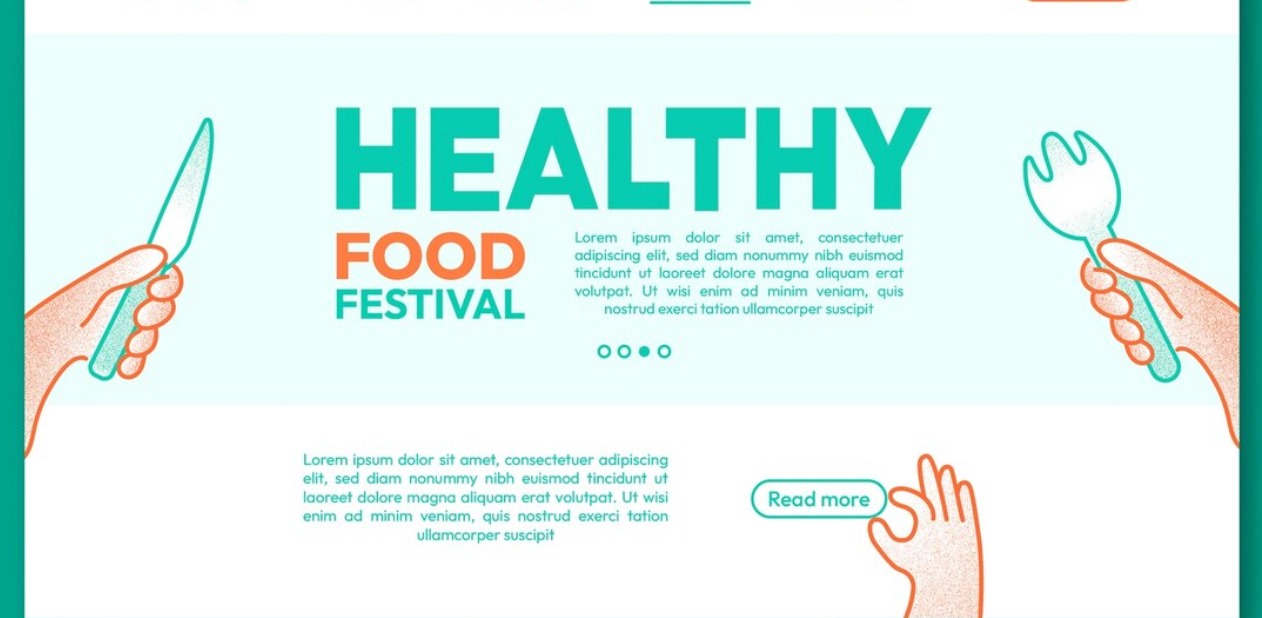 HEALTHY
FOOD
FESTIVAL
Lorem ipsum dolor sit amet, consectetuer
adipiscing elit, sed diam nonummy nibh euismod
tincidunt ut laoreet dolore magna aliquam erat
volutpat. Ut wisi enim ad minim veniam, quis
nostrud exerci tation ullamcorper suscipit
Lorem ipsum dolor sit amet, consectetuer adipiscing
elit, sed diam nonummy nibh euismod tincidunt ut
laoreet dolore magna aliquam erat volutpat. Ut wisi
enim ad minim veniam, quis nostrud exerci tation
ullamcorper suscipit
Read more